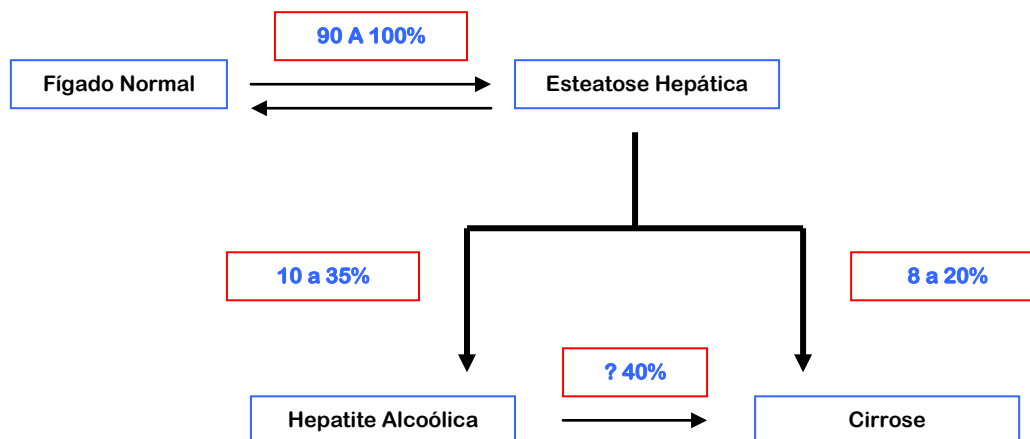 90 A 100%
Fígado Normal
Esteatose Hepática
10 a 35%
8 a 20%
? 40%
Hepatite Alcoólica
Cirrose